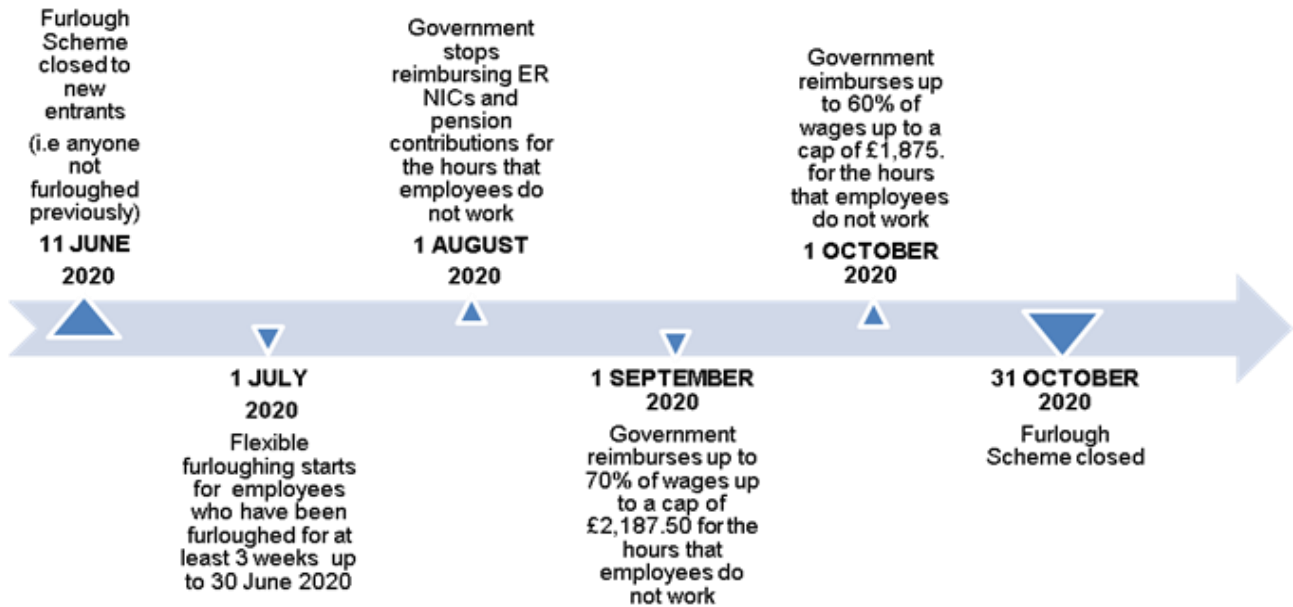 Furlough
Scheme
closed to
new
entrants
(i.e anyone
not
furloughed
previously)
11 JUNE
2020
1 JULY
2020
Flexible
furloughing starts
for employees
who have been
furloughed for at
least 3 weeks up
to 30 June 2020
Government
stops
reimbursing ER
NICs and
pension
contributions for
the hours that
employees do
not work
1 AUGUST
2020
1 SEPTEMBER
2020
Government
reimburses up to
70% of wages up
to a cap of
£2,187.50 for the
hours that
employees do
not work
Government
reimburses up
to 60% of
wages up to a
cap of £1,875.
for the hours
that employees
do not work
1 OCTOBER
2020
31 OCTOBER
2020
Furlough
Scheme closed